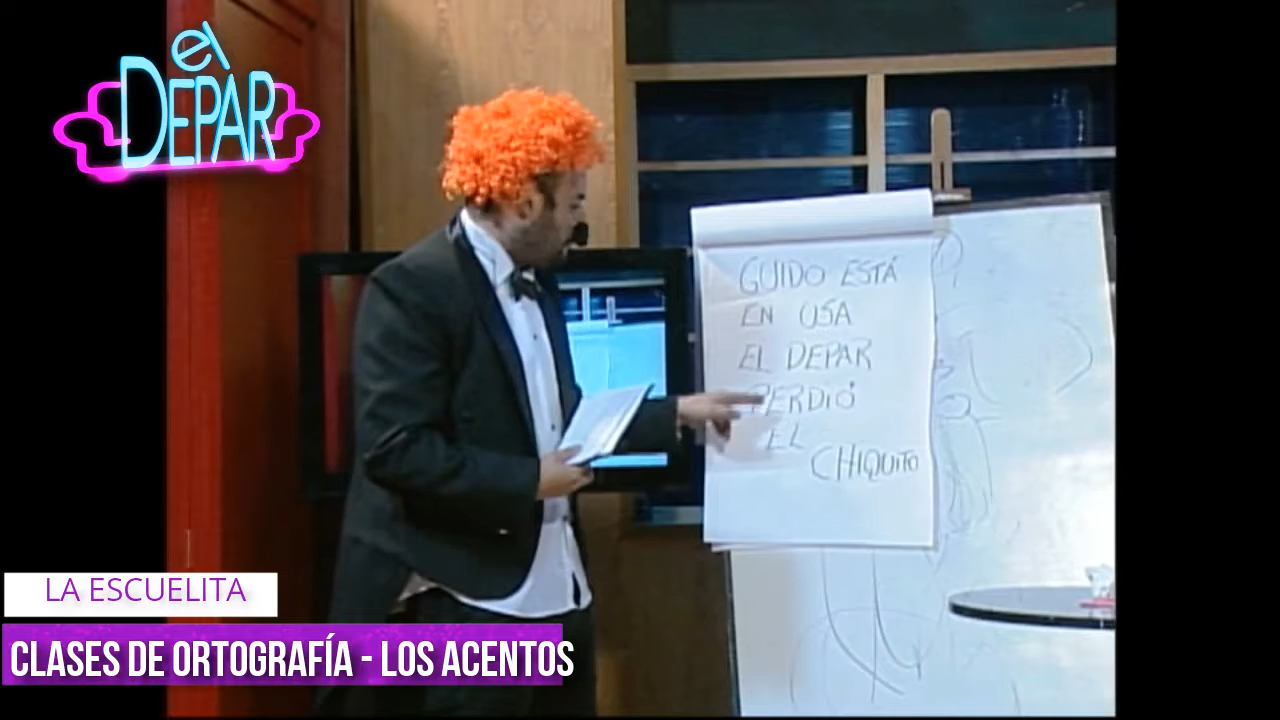 el
DEPAR
GUIDO ESTÁ
EN USA
EL DEPAR
PERDIÓ
EL
CHIQUITO
LA ESCUELITA
CLASES DE ORTOGRAFÍA - LOS ACENTOS